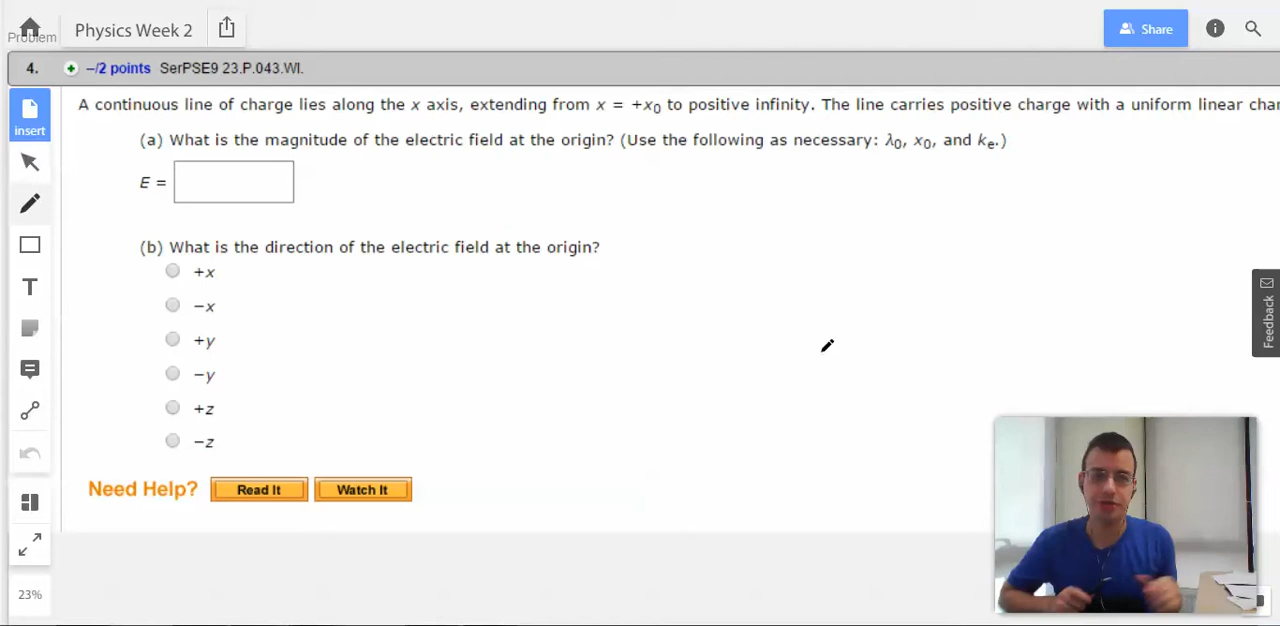 Problem
Physics Week 2
Share
4. –/2 points SerPSE9 23.P.043.WI.
insert
A continuous line of charge lies along the x axis, extending from x = +x₀ to positive infinity. The line carries positive charge with a uniform linear char
(a) What is the magnitude of the electric field at the origin? (Use the following as necessary: λ₀, x₀, and kₑ.)
E =
(b) What is the direction of the electric field at the origin?
+x
−x
+y
−y
+z
−z
Need Help? Read It Watch It
Feedback
23%